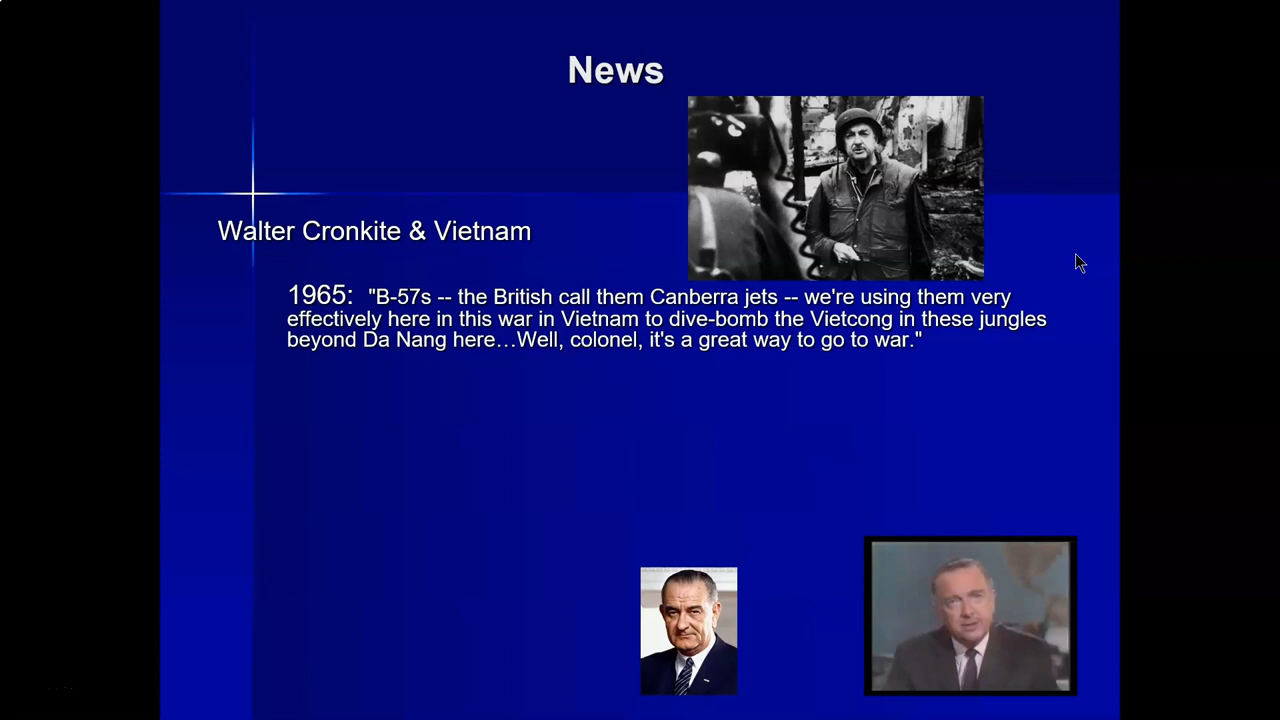 News
Walter Cronkite & Vietnam
1965:  "B-57s -- the British call them Canberra jets -- we're using them very
effectively here in this war in Vietnam to dive-bomb the Vietcong in these jungles
beyond Da Nang here…Well, colonel, it's a great way to go to war."